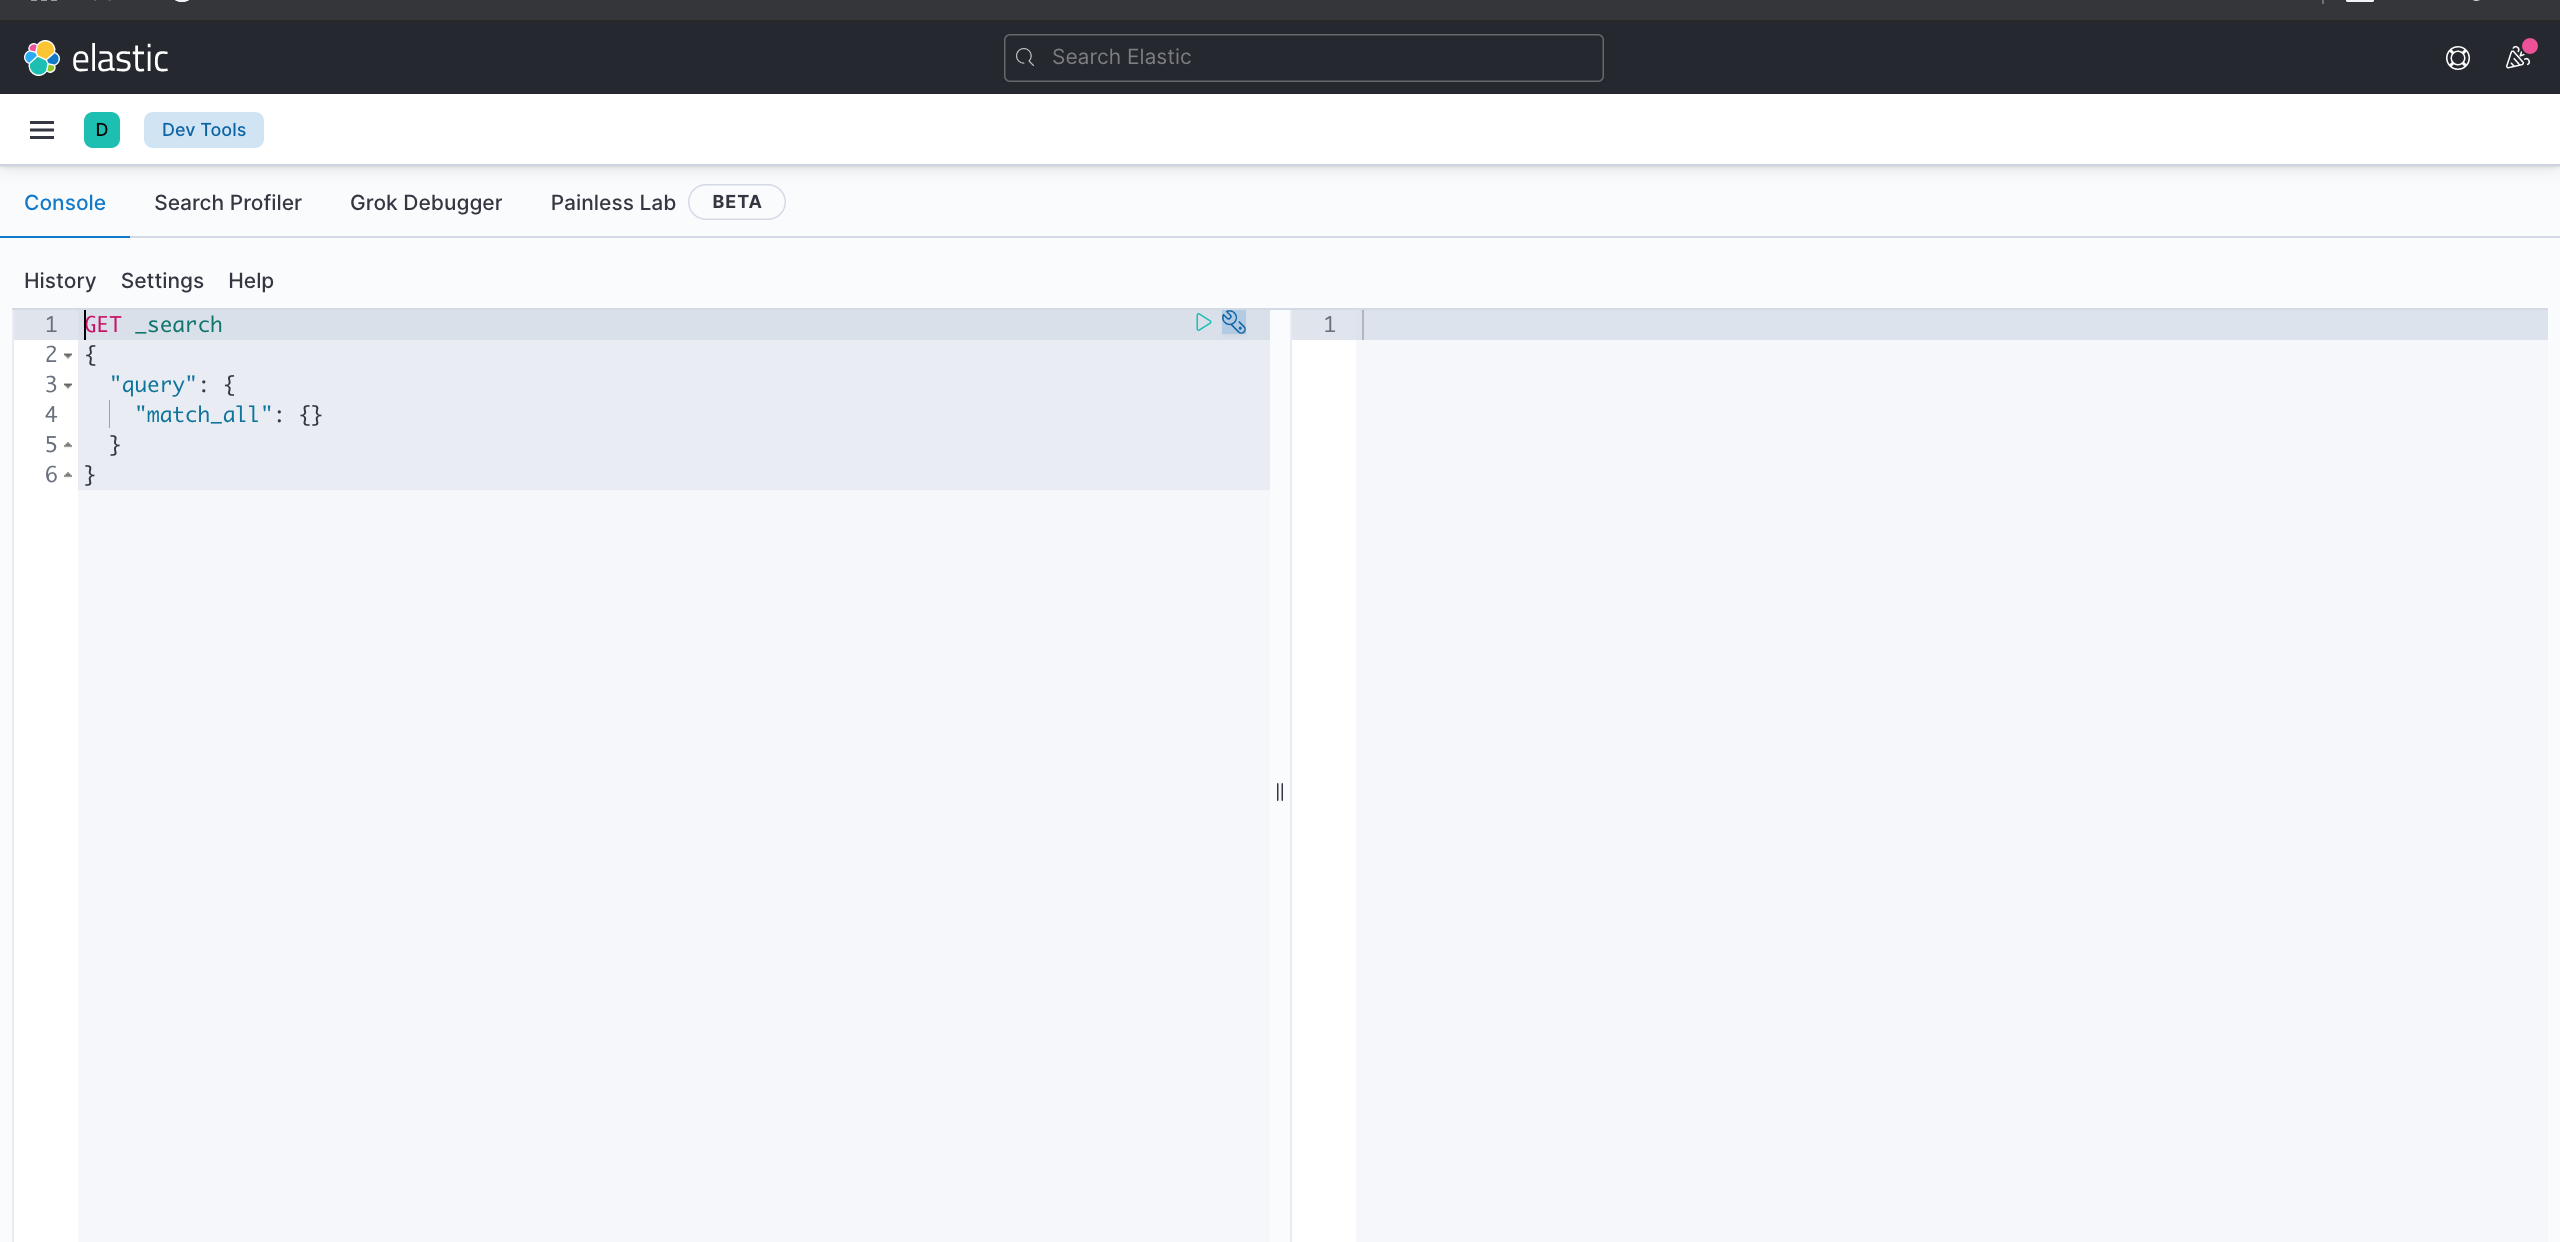 elastic
Search Elastic
D
Dev Tools
Console Search Profiler Grok Debugger Painless Lab BETA
History Settings Help
1 GET _search
2 {
3 "query": {
4 "match_all": {}
5 }
6 }
1